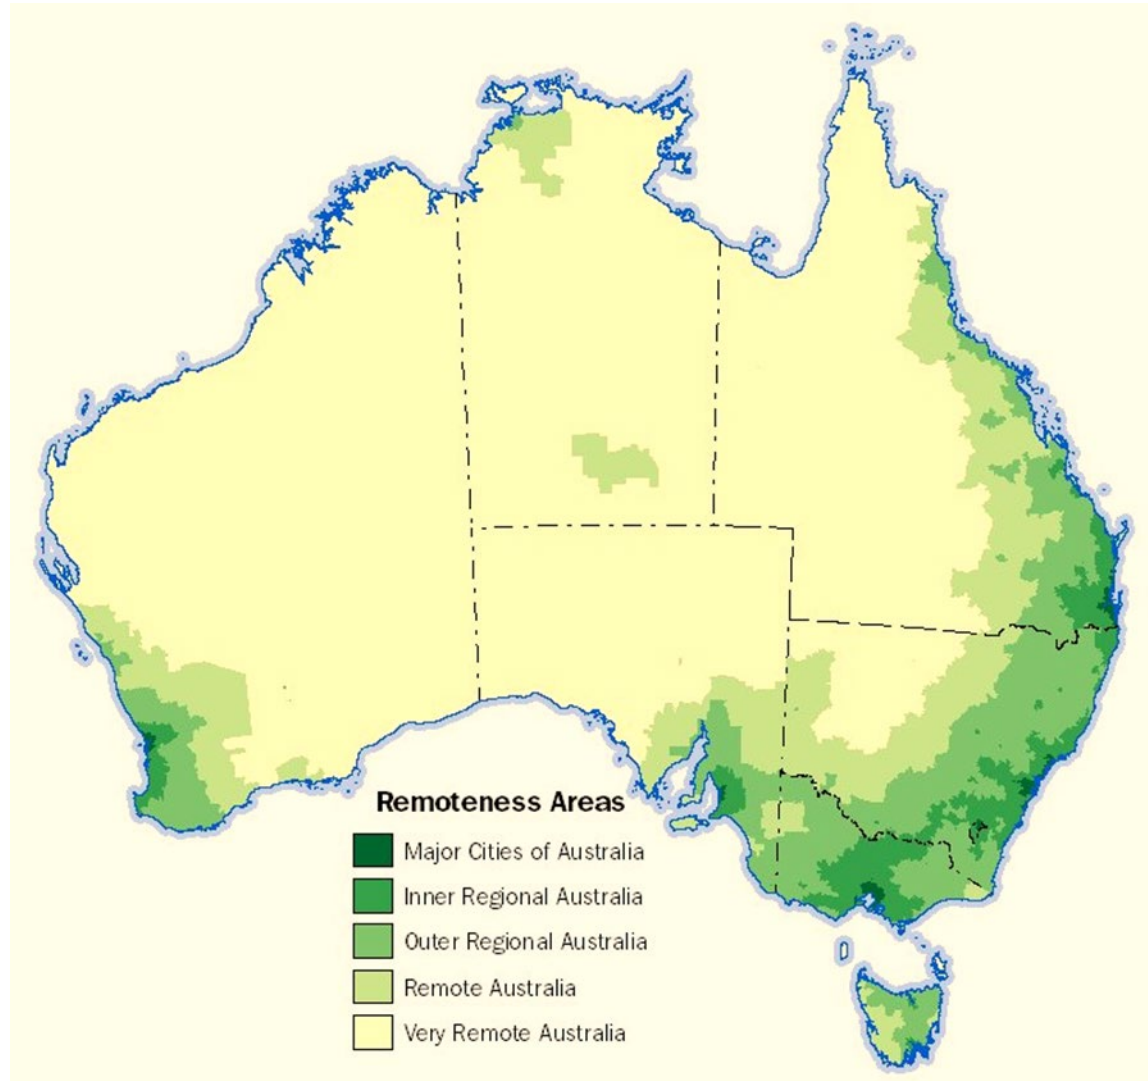 Remoteness Areas
Major Cities of Australia
Inner Regional Australia
Outer Regional Australia
Remote Australia
Very Remote Australia